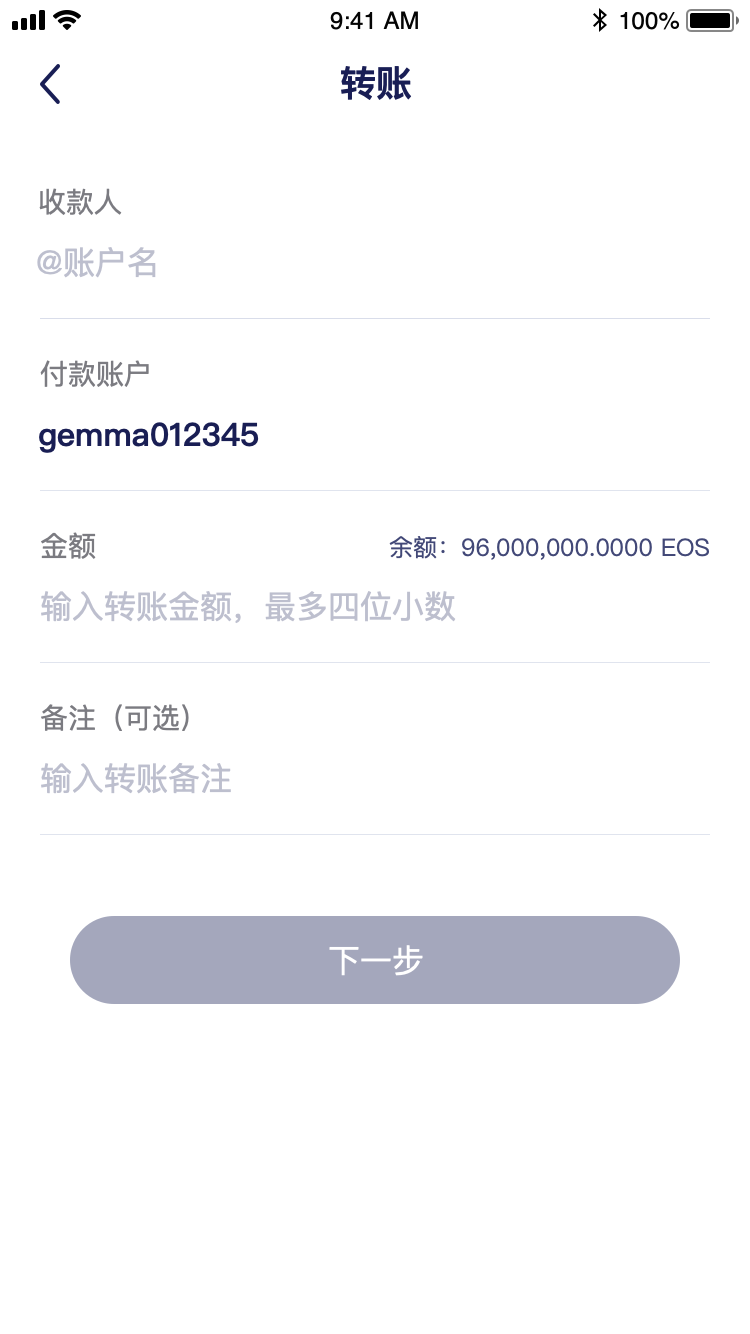 9:41 AM
100%
转账
收款人
@账户名
付款账户
gemma012345
金额
余额：96,000,000.0000 EOS
输入转账金额，最多四位小数
备注（可选）
输入转账备注
下一步